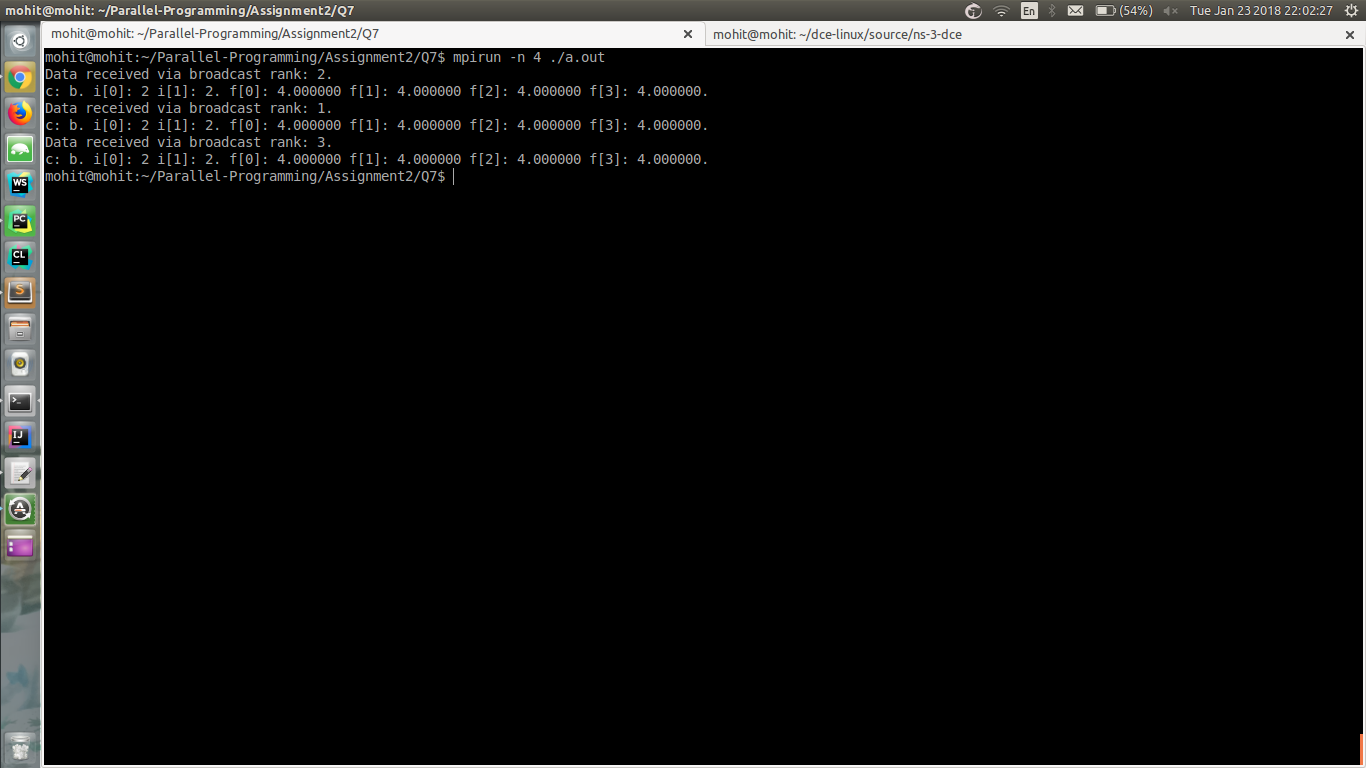 mohit@mohit: ~/Parallel-Programming/Assignment2/Q7
En
(54%)
Tue Jan 23 2018 22:02:27
mohit@mohit: ~/Parallel-Programming/Assignment2/Q7
mohit@mohit: ~/dce-linux/source/ns-3-dce
mohit@mohit:~/Parallel-Programming/Assignment2/Q7$ mpirun -n 4 ./a.out
Data received via broadcast rank: 2.
c: b. i[0]: 2 i[1]: 2. f[0]: 4.000000 f[1]: 4.000000 f[2]: 4.000000 f[3]: 4.000000.
Data received via broadcast rank: 1.
c: b. i[0]: 2 i[1]: 2. f[0]: 4.000000 f[1]: 4.000000 f[2]: 4.000000 f[3]: 4.000000.
Data received via broadcast rank: 3.
c: b. i[0]: 2 i[1]: 2. f[0]: 4.000000 f[1]: 4.000000 f[2]: 4.000000 f[3]: 4.000000.
mohit@mohit:~/Parallel-Programming/Assignment2/Q7$
WS
PC
CL
S
>_
IJ
A